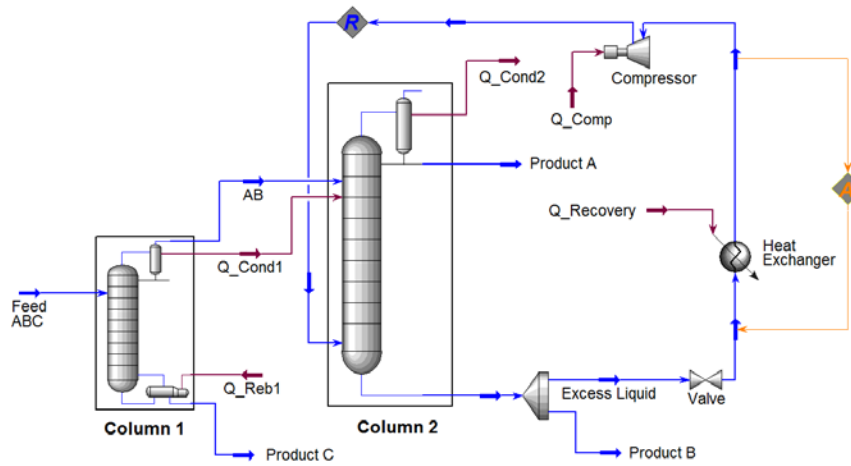 R
Q_Cond2
Compressor
Q_Comp
Product A
AB
Q_Recovery
A
Heat
Exchanger
Q_Cond1
Feed
ABC
Q_Reb1
Excess Liquid
Valve
Column 1
Column 2
Product C
Product B